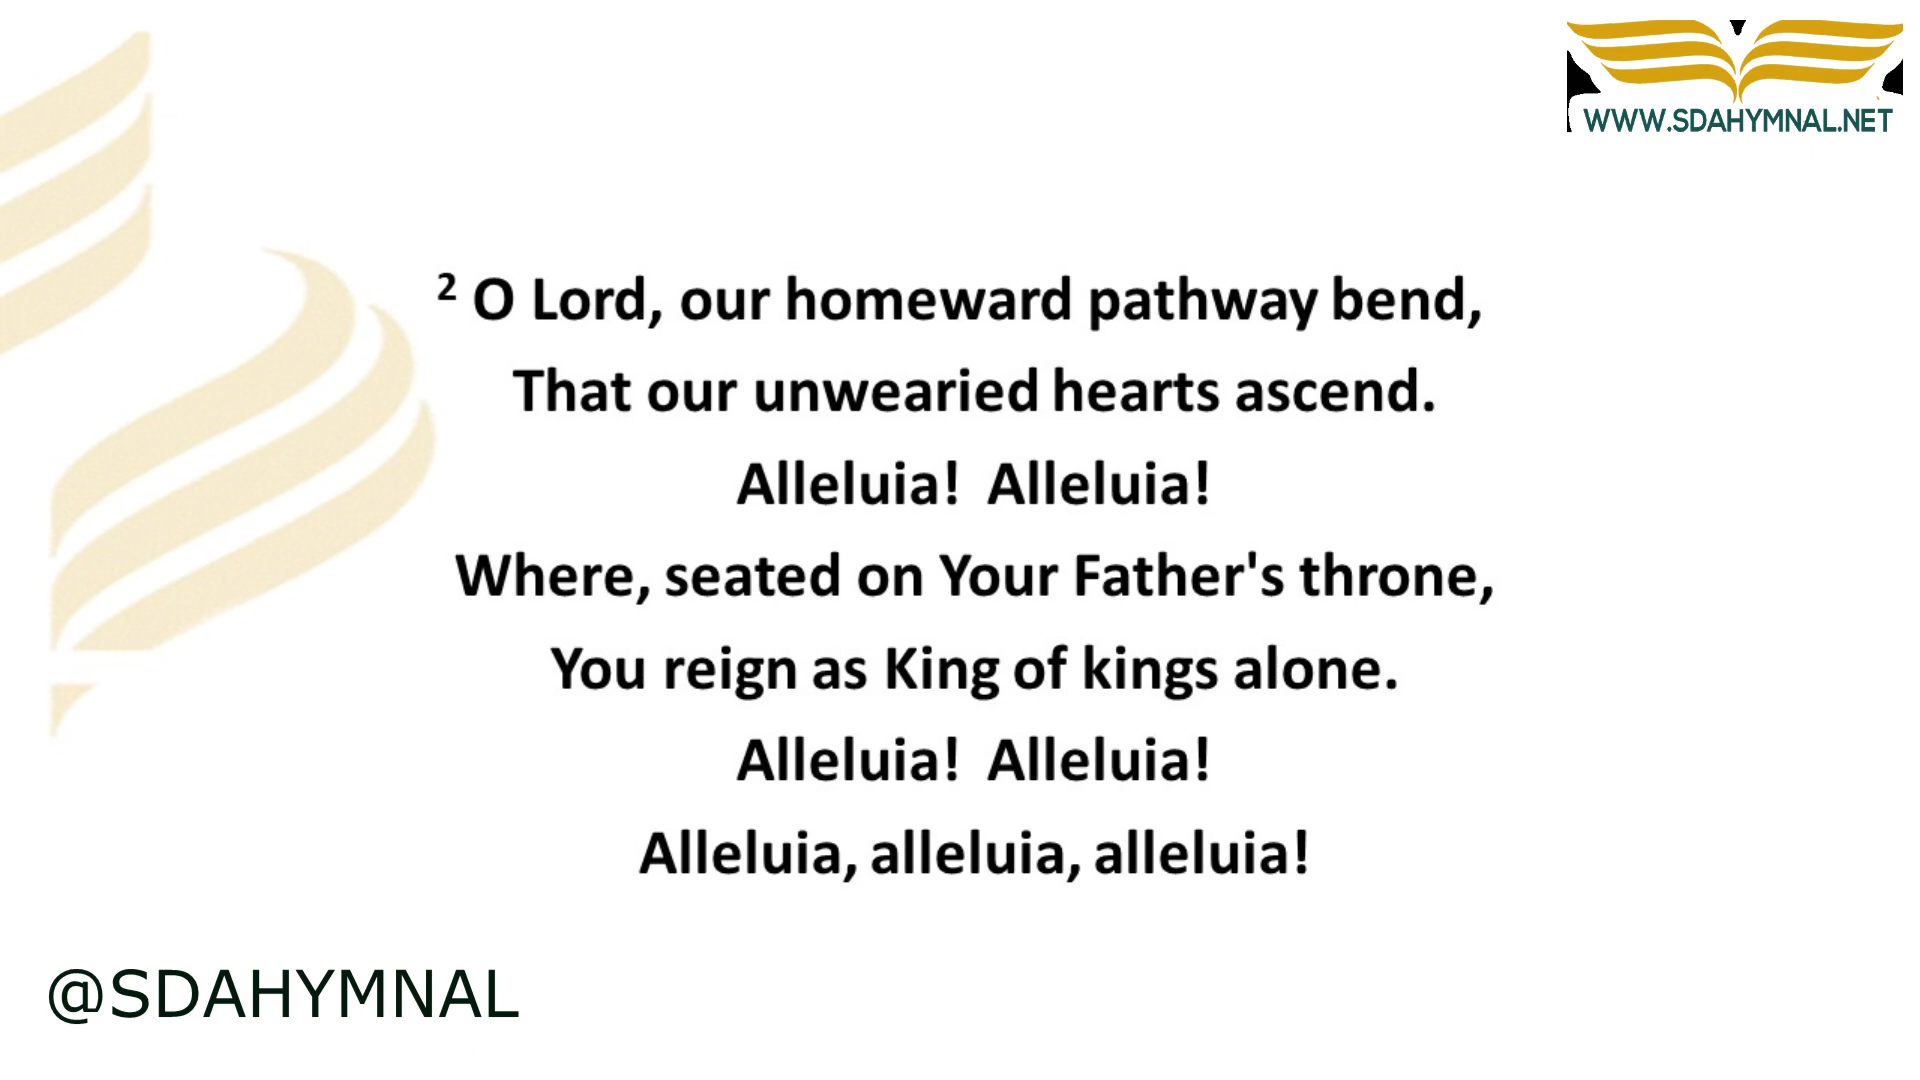 WWW.SDAHYMNAL.NET
2 O Lord, our homeward pathway bend,
That our unwearied hearts ascend.
Alleluia!  Alleluia!
Where, seated on Your Father's throne,
You reign as King of kings alone.
Alleluia!  Alleluia!
Alleluia, alleluia, alleluia!
@SDAHYMNAL